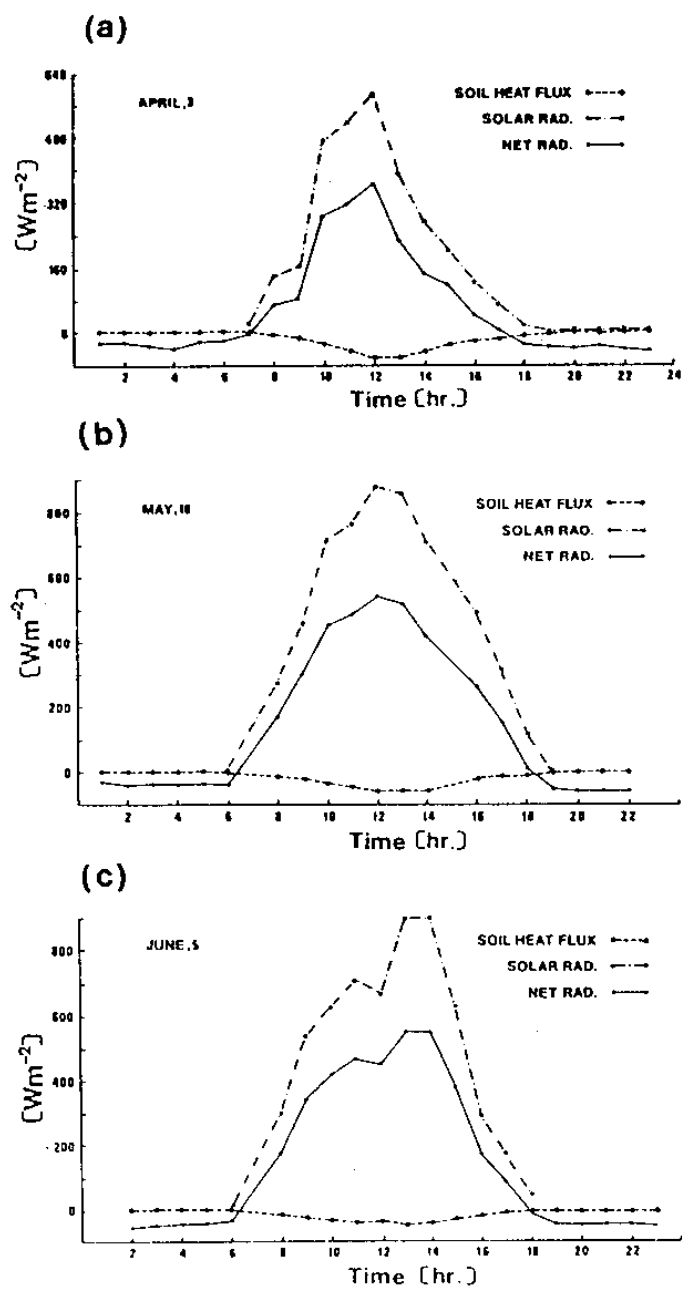 (a)
640
APRIL,3
SOIL HEAT FLUX
SOLAR RAD.
NET RAD.
480
320
160
0
[Wm⁻²]
2 4 6 8 10 12 14 16 18 20 22 24
Time [hr.]
(b)
800
MAY,
SOIL HEAT FLUX
SOLAR RAD.
NET RAD.
600
400
200
0
[Wm⁻²]
2 4 6 8 10 12 14 16 18 20 22
Time [hr.]
(c)
800
JUNE,5
SOIL HEAT FLUX
SOLAR RAD.
NET RAD.
600
400
200
0
[Wm⁻²]
2 4 6 8 10 12 14 16 18 20 22
Time [hr.]